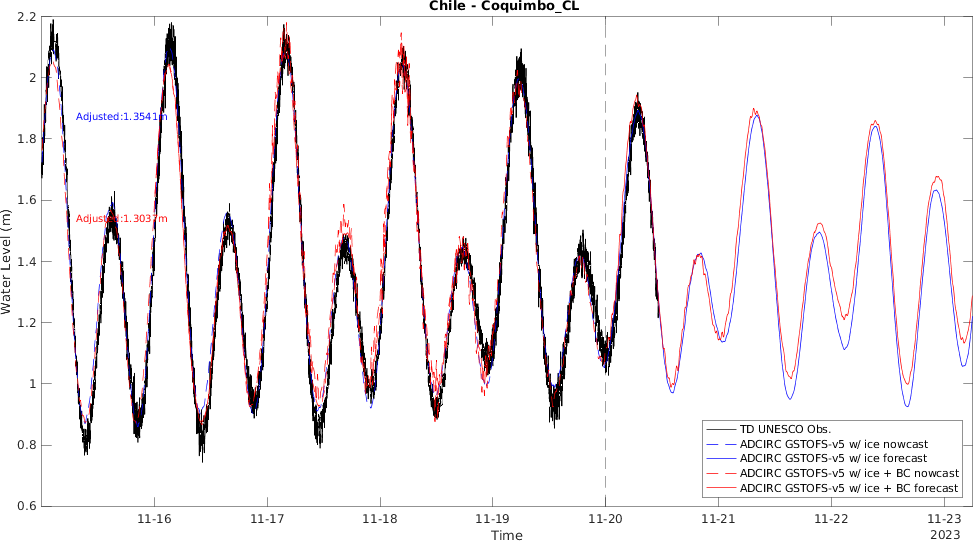 Chile - Coquimbo_CL
2.2
2
1.8
1.6
1.4
1.2
1
0.8
0.6
Water Level (m)
Adjusted:1.3541m
Adjusted:1.3037m
TD UNESCO Obs.
ADCIRC GSTOFS-v5 w/ ice nowcast
ADCIRC GSTOFS-v5 w/ ice forecast
ADCIRC GSTOFS-v5 w/ ice + BC nowcast
ADCIRC GSTOFS-v5 w/ ice + BC forecast
11-16
11-17
11-18
11-19
11-20
11-21
11-22
11-23
2023
Time